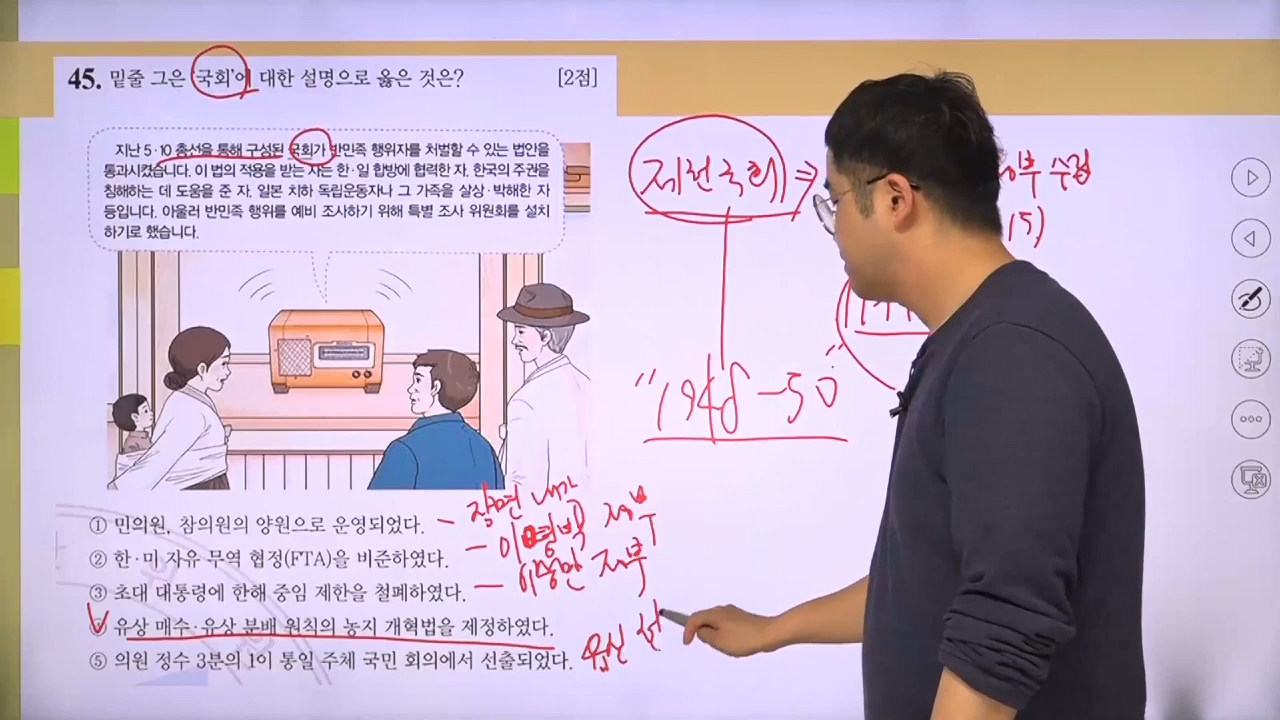 45. 밑줄 그은 '국회'에 대한 설명으로 옳은 것은? [2점]
지난 5·10 총선을 통해 구성된 국회가 반민족 행위자를 처벌할 수 있는 법안을
통과시켰습니다. 이 법의 적용을 받는 자는 한·일 합방에 협력한 자, 한국의 주권을
침해하는 데 도움을 준 자, 일본 치하 독립운동자나 그 가족을 살상·박해한 자
등입니다. 아울러 반민족 행위를 예비 조사하기 위해 특별 조사 위원회를 설치
하기로 했습니다.
제헌국회 ⇒ 수립
15)
"1948-50"
① 민의원, 참의원의 양원으로 운영되었다. - 장면 내각
② 한·미 자유 무역 협정(FTA)을 비준하였다. - 이명박 정부
③ 초대 대통령에 한해 중임 제한을 철폐하였다. - 이승만 정부
유상 매수·유상 분배 원칙의 농지 개혁법을 제정하였다.
⑤ 의원 정수 3분의 1이 통일 주체 국민 회의에서 선출되었다. 유신